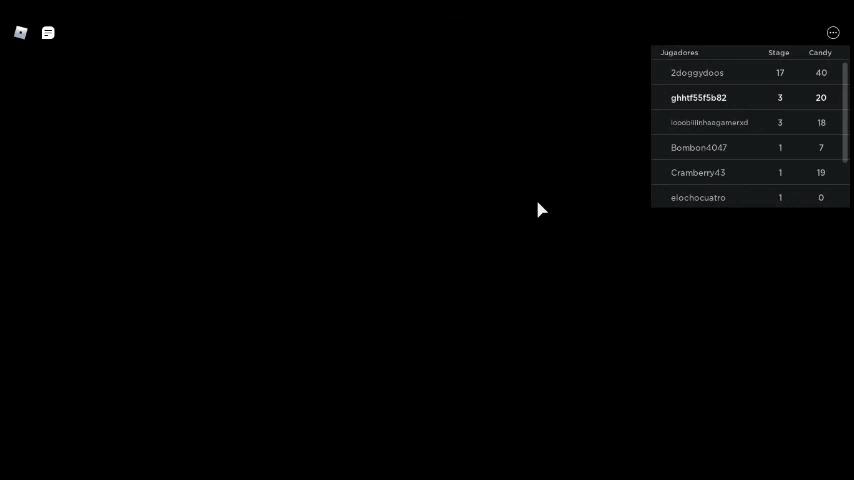 Jugadores Stage Candy
2doggydoos 17 40
ghhtf55f5b82 3 20
looobiiinhaagamerxd 3 18
Bombon4047 1 7
Cramberry43 1 19
elochocuatro 1 0